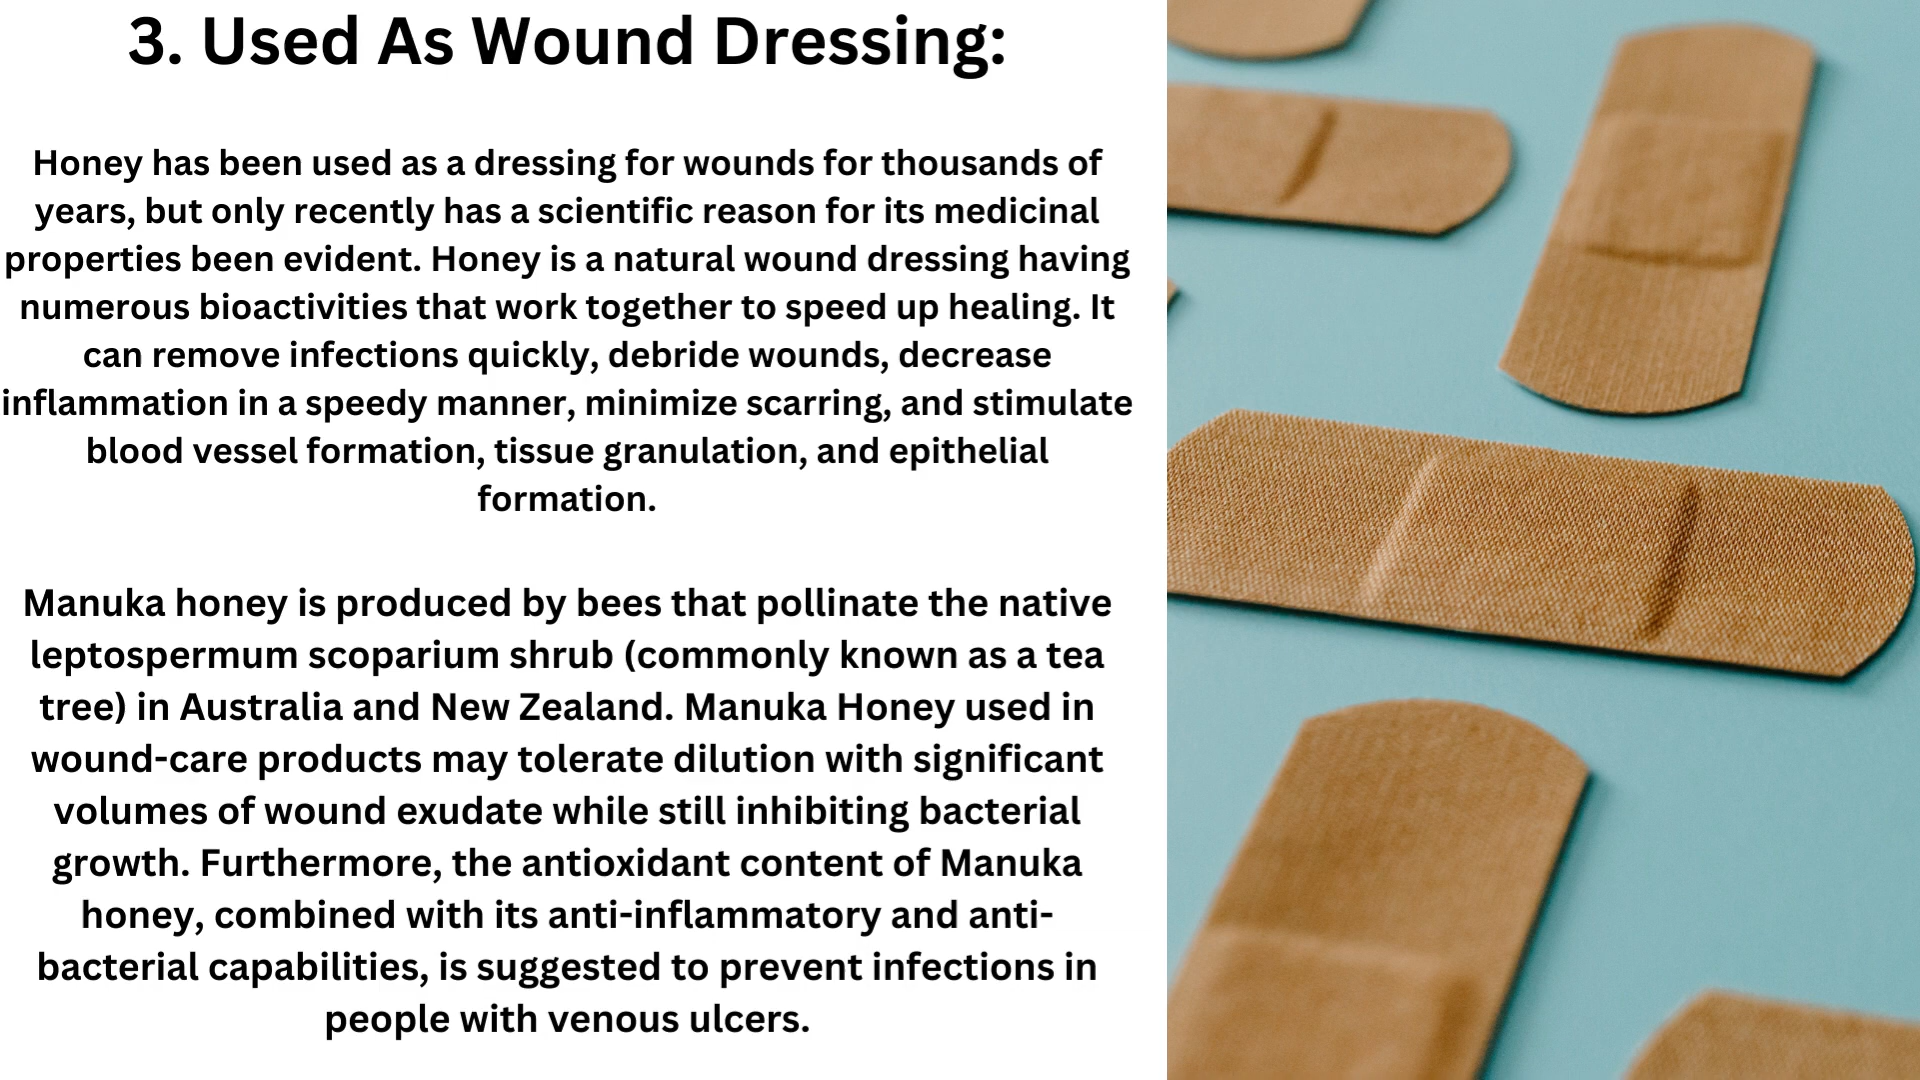 3. Used As Wound Dressing:
Honey has been used as a dressing for wounds for thousands of
years, but only recently has a scientific reason for its medicinal
properties been evident. Honey is a natural wound dressing having
numerous bioactivities that work together to speed up healing. It
can remove infections quickly, debride wounds, decrease
inflammation in a speedy manner, minimize scarring, and stimulate
blood vessel formation, tissue granulation, and epithelial
formation.
Manuka honey is produced by bees that pollinate the native
leptospermum scoparium shrub (commonly known as a tea
tree) in Australia and New Zealand. Manuka Honey used in
wound-care products may tolerate dilution with significant
volumes of wound exudate while still inhibiting bacterial
growth. Furthermore, the antioxidant content of Manuka
honey, combined with its anti-inflammatory and anti-
bacterial capabilities, is suggested to prevent infections in
people with venous ulcers.